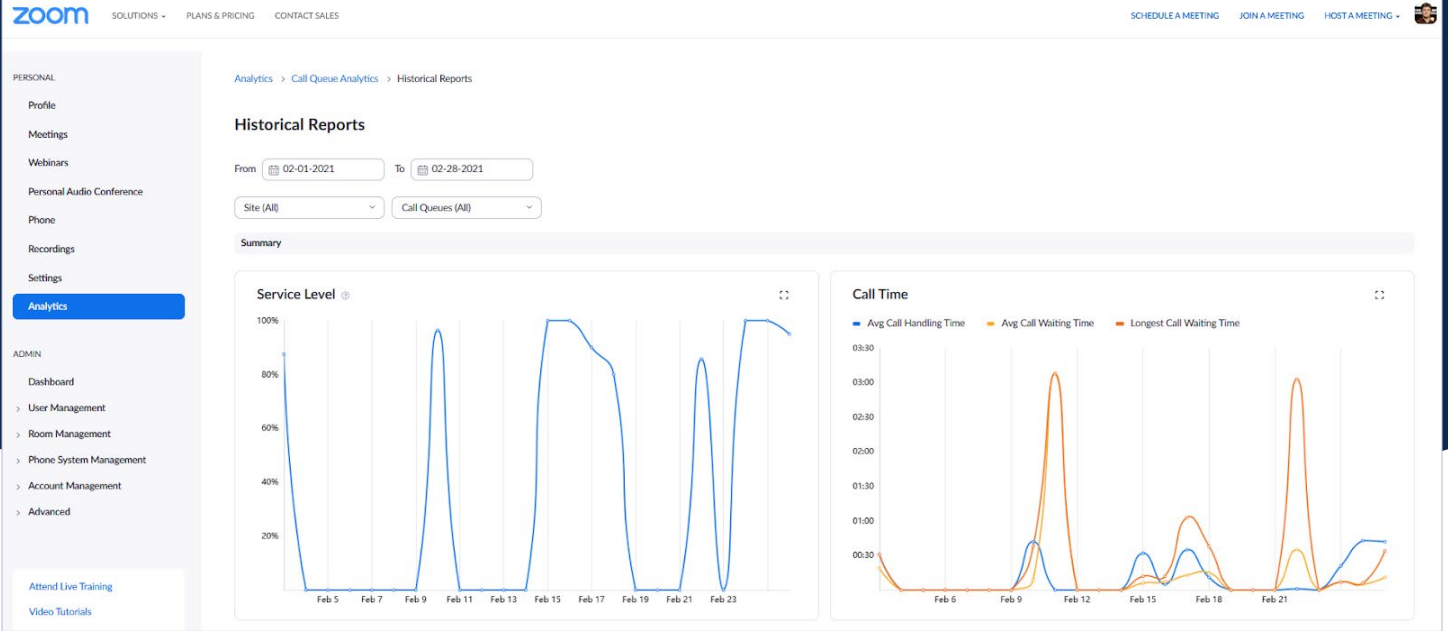 zoom SOLUTIONS PLANS & PRICING CONTACT SALES SCHEDULE A MEETING JOIN A MEETING HOST A MEETING
PERSONAL
Profile
Meetings
Webinars
Personal Audio Conference
Phone
Recordings
Settings
Analytics
ADMIN
Dashboard
> User Management
> Room Management
> Phone System Management
> Account Management
> Advanced
Attend Live Training
Video Tutorials
Analytics > Call Queue Analytics > Historical Reports
Historical Reports
From 02-01-2021 To 02-28-2021
Site (All) Call Queues (All)
Summary
Service Level
100%
80%
60%
40%
20%
Feb 5 Feb 7 Feb 9 Feb 11 Feb 13 Feb 15 Feb 17 Feb 19 Feb 21 Feb 23
Call Time
Avg Call Handling Time Avg Call Waiting Time Longest Call Waiting Time
03:30
03:00
02:30
02:00
01:30
01:00
00:30
Feb 6 Feb 9 Feb 12 Feb 15 Feb 18 Feb 21